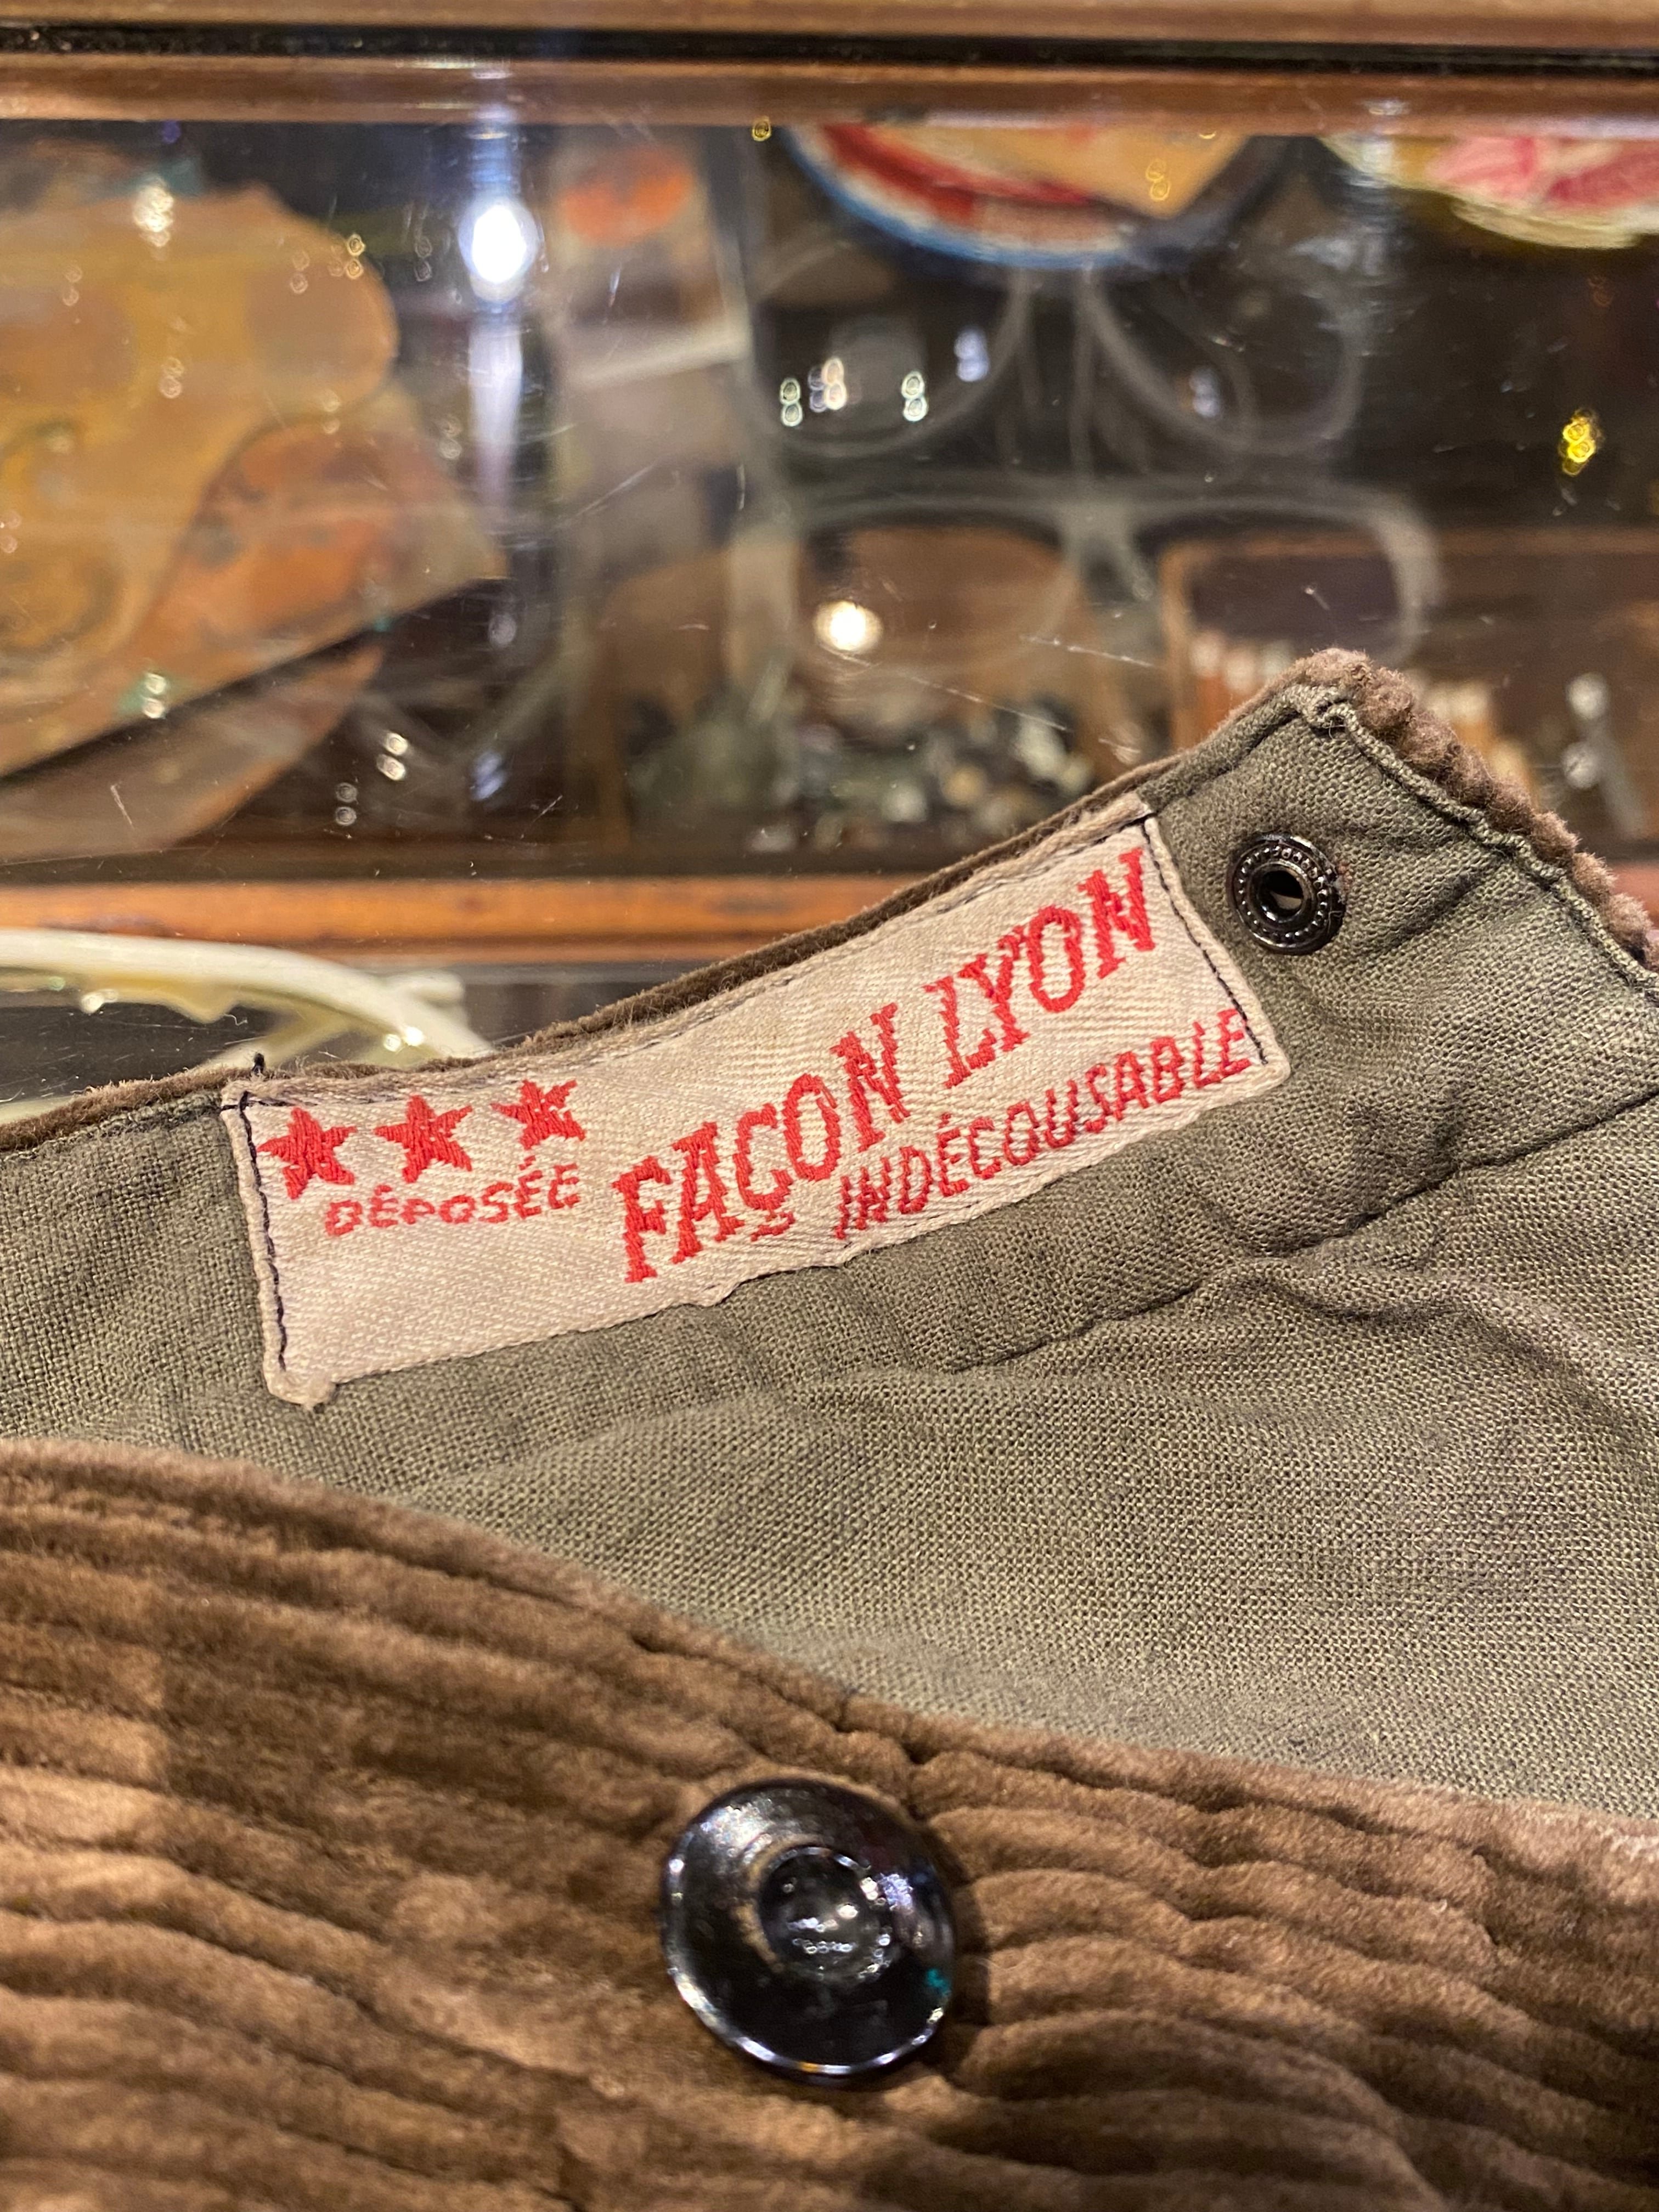 ★★★ FAÇON LYON
DÉPOSÉE INDÉCOUSABLE